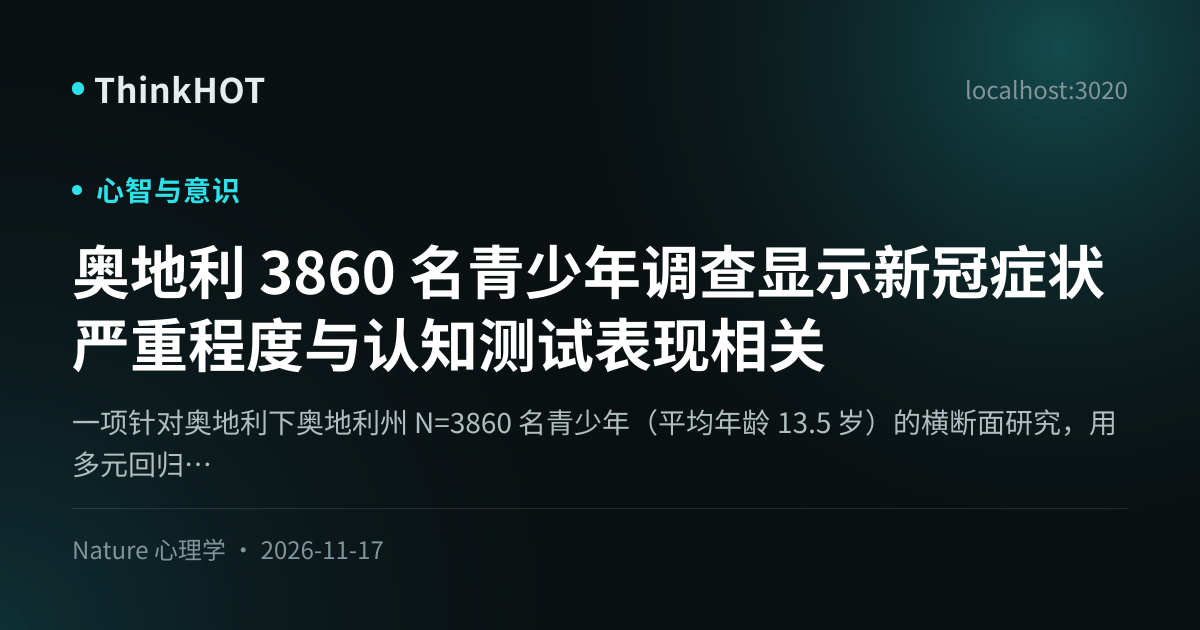 ThinkHOT
localhost:3020
心智与意识
奥地利 3860 名青少年调查显示新冠症状
严重程度与认知测试表现相关
一项针对奥地利下奥地利州 N=3860 名青少年（平均年龄 13.5 岁）的横断面研究，用
多元回归…
Nature 心理学 · 2026-11-17